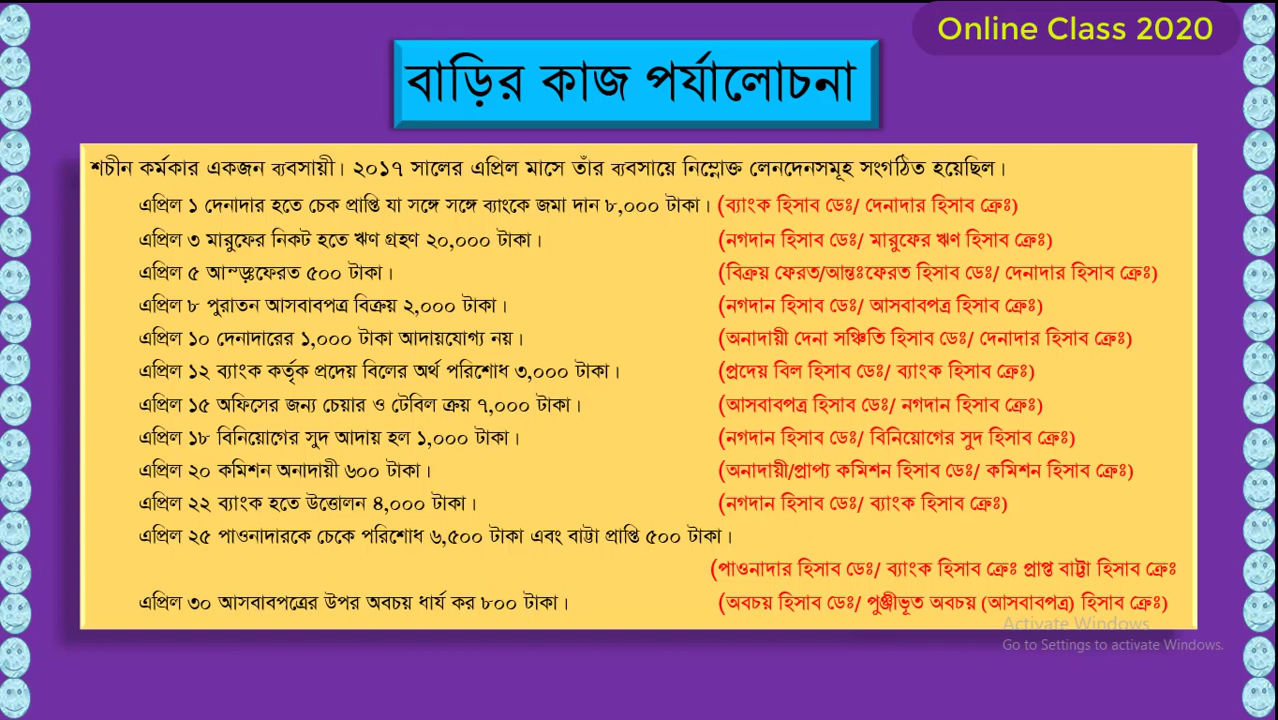 Online Class 2020
বাড়ির কাজ পর্যালোচনা
শচীন কর্মকার একজন ব্যবসায়ী। ২০১৭ সালের এপ্রিল মাসে তাঁর ব্যবসায়ে নিম্নোক্ত লেনদেনসমূহ সংগঠিত হয়েছিল।
এপ্রিল ১ দেনাদার হতে চেক প্রাপ্তি যা সঙ্গে সঙ্গে ব্যাংকে জমা দান ৮,০০০ টাকা। (ব্যাংক হিসাব ডেঃ/ দেনাদার হিসাব ক্রেঃ)
এপ্রিল ৩ মারুফের নিকট হতে ঋণ গ্রহণ ২০,০০০ টাকা। (নগদান হিসাব ডেঃ/ মারুফের ঋণ হিসাব ক্রেঃ)
এপ্রিল ৫ ৫০০ টাকা। (বিক্রয় ফেরত/আন্তঃফেরত হিসাব ডেঃ/ দেনাদার হিসাব ক্রেঃ)
এপ্রিল ৮ পুরাতন আসবাবপত্র বিক্রয় ২,০০০ টাকা। (নগদান হিসাব ডেঃ/ আসবাবপত্র হিসাব ক্রেঃ)
এপ্রিল ১০ দেনাদারের ১,০০০ টাকা আদায়যোগ্য নয়। (অনাদায়ী দেনা সঞ্চিতি হিসাব ডেঃ/ দেনাদার হিসাব ক্রেঃ)
এপ্রিল ১২ ব্যাংক কর্তৃক প্রদেয় বিলের অর্থ পরিশোধ ৩,০০০ টাকা। (প্রদেয় বিল হিসাব ডেঃ/ ব্যাংক হিসাব ক্রেঃ)
এপ্রিল ১৫ অফিসের জন্য চেয়ার ও টেবিল ক্রয় ৭,০০০ টাকা। (আসবাবপত্র হিসাব ডেঃ/ নগদান হিসাব ক্রেঃ)
এপ্রিল ১৮ বিনিয়োগের সুদ আদায় হল ১,০০০ টাকা। (নগদান হিসাব ডেঃ/ বিনিয়োগের সুদ হিসাব ক্রেঃ)
এপ্রিল ২০ কমিশন অনাদায়ী ৬০০ টাকা। (অনাদায়ী/প্রাপ্য কমিশন হিসাব ডেঃ/ কমিশন হিসাব ক্রেঃ)
এপ্রিল ২২ ব্যাংক হতে উত্তোলন ৪,০০০ টাকা। (নগদান হিসাব ডেঃ/ ব্যাংক হিসাব ক্রেঃ)
এপ্রিল ২৫ পাওনাদারকে চেকে পরিশোধ ৬,৫০০ টাকা এবং বাট্টা প্রাপ্তি ৫০০ টাকা।
(পাওনাদার হিসাব ডেঃ/ ব্যাংক হিসাব ক্রেঃ প্রাপ্ত বাট্টা হিসাব ক্রেঃ
এপ্রিল ৩০ আসবাবপত্রের উপর অবচয় ধার্য কর ৮০০ টাকা। (অবচয় হিসাব ডেঃ/ পুঞ্জীভূত অবচয় (আসবাবপত্র) হিসাব ক্রেঃ)
Activate Windows
Go to Settings to activate Windows.